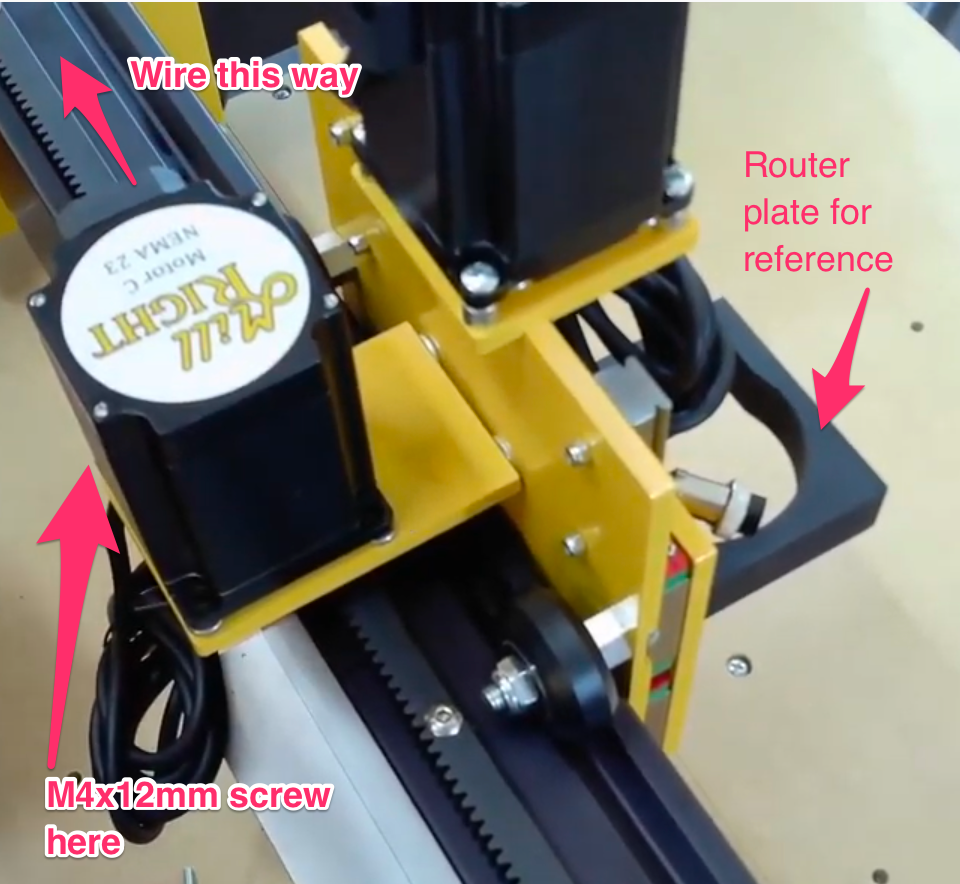 Wire this way
Router
plate for
reference
Mill
RIGHT
Motor C
NEMA 23
M4x12mm screw
here